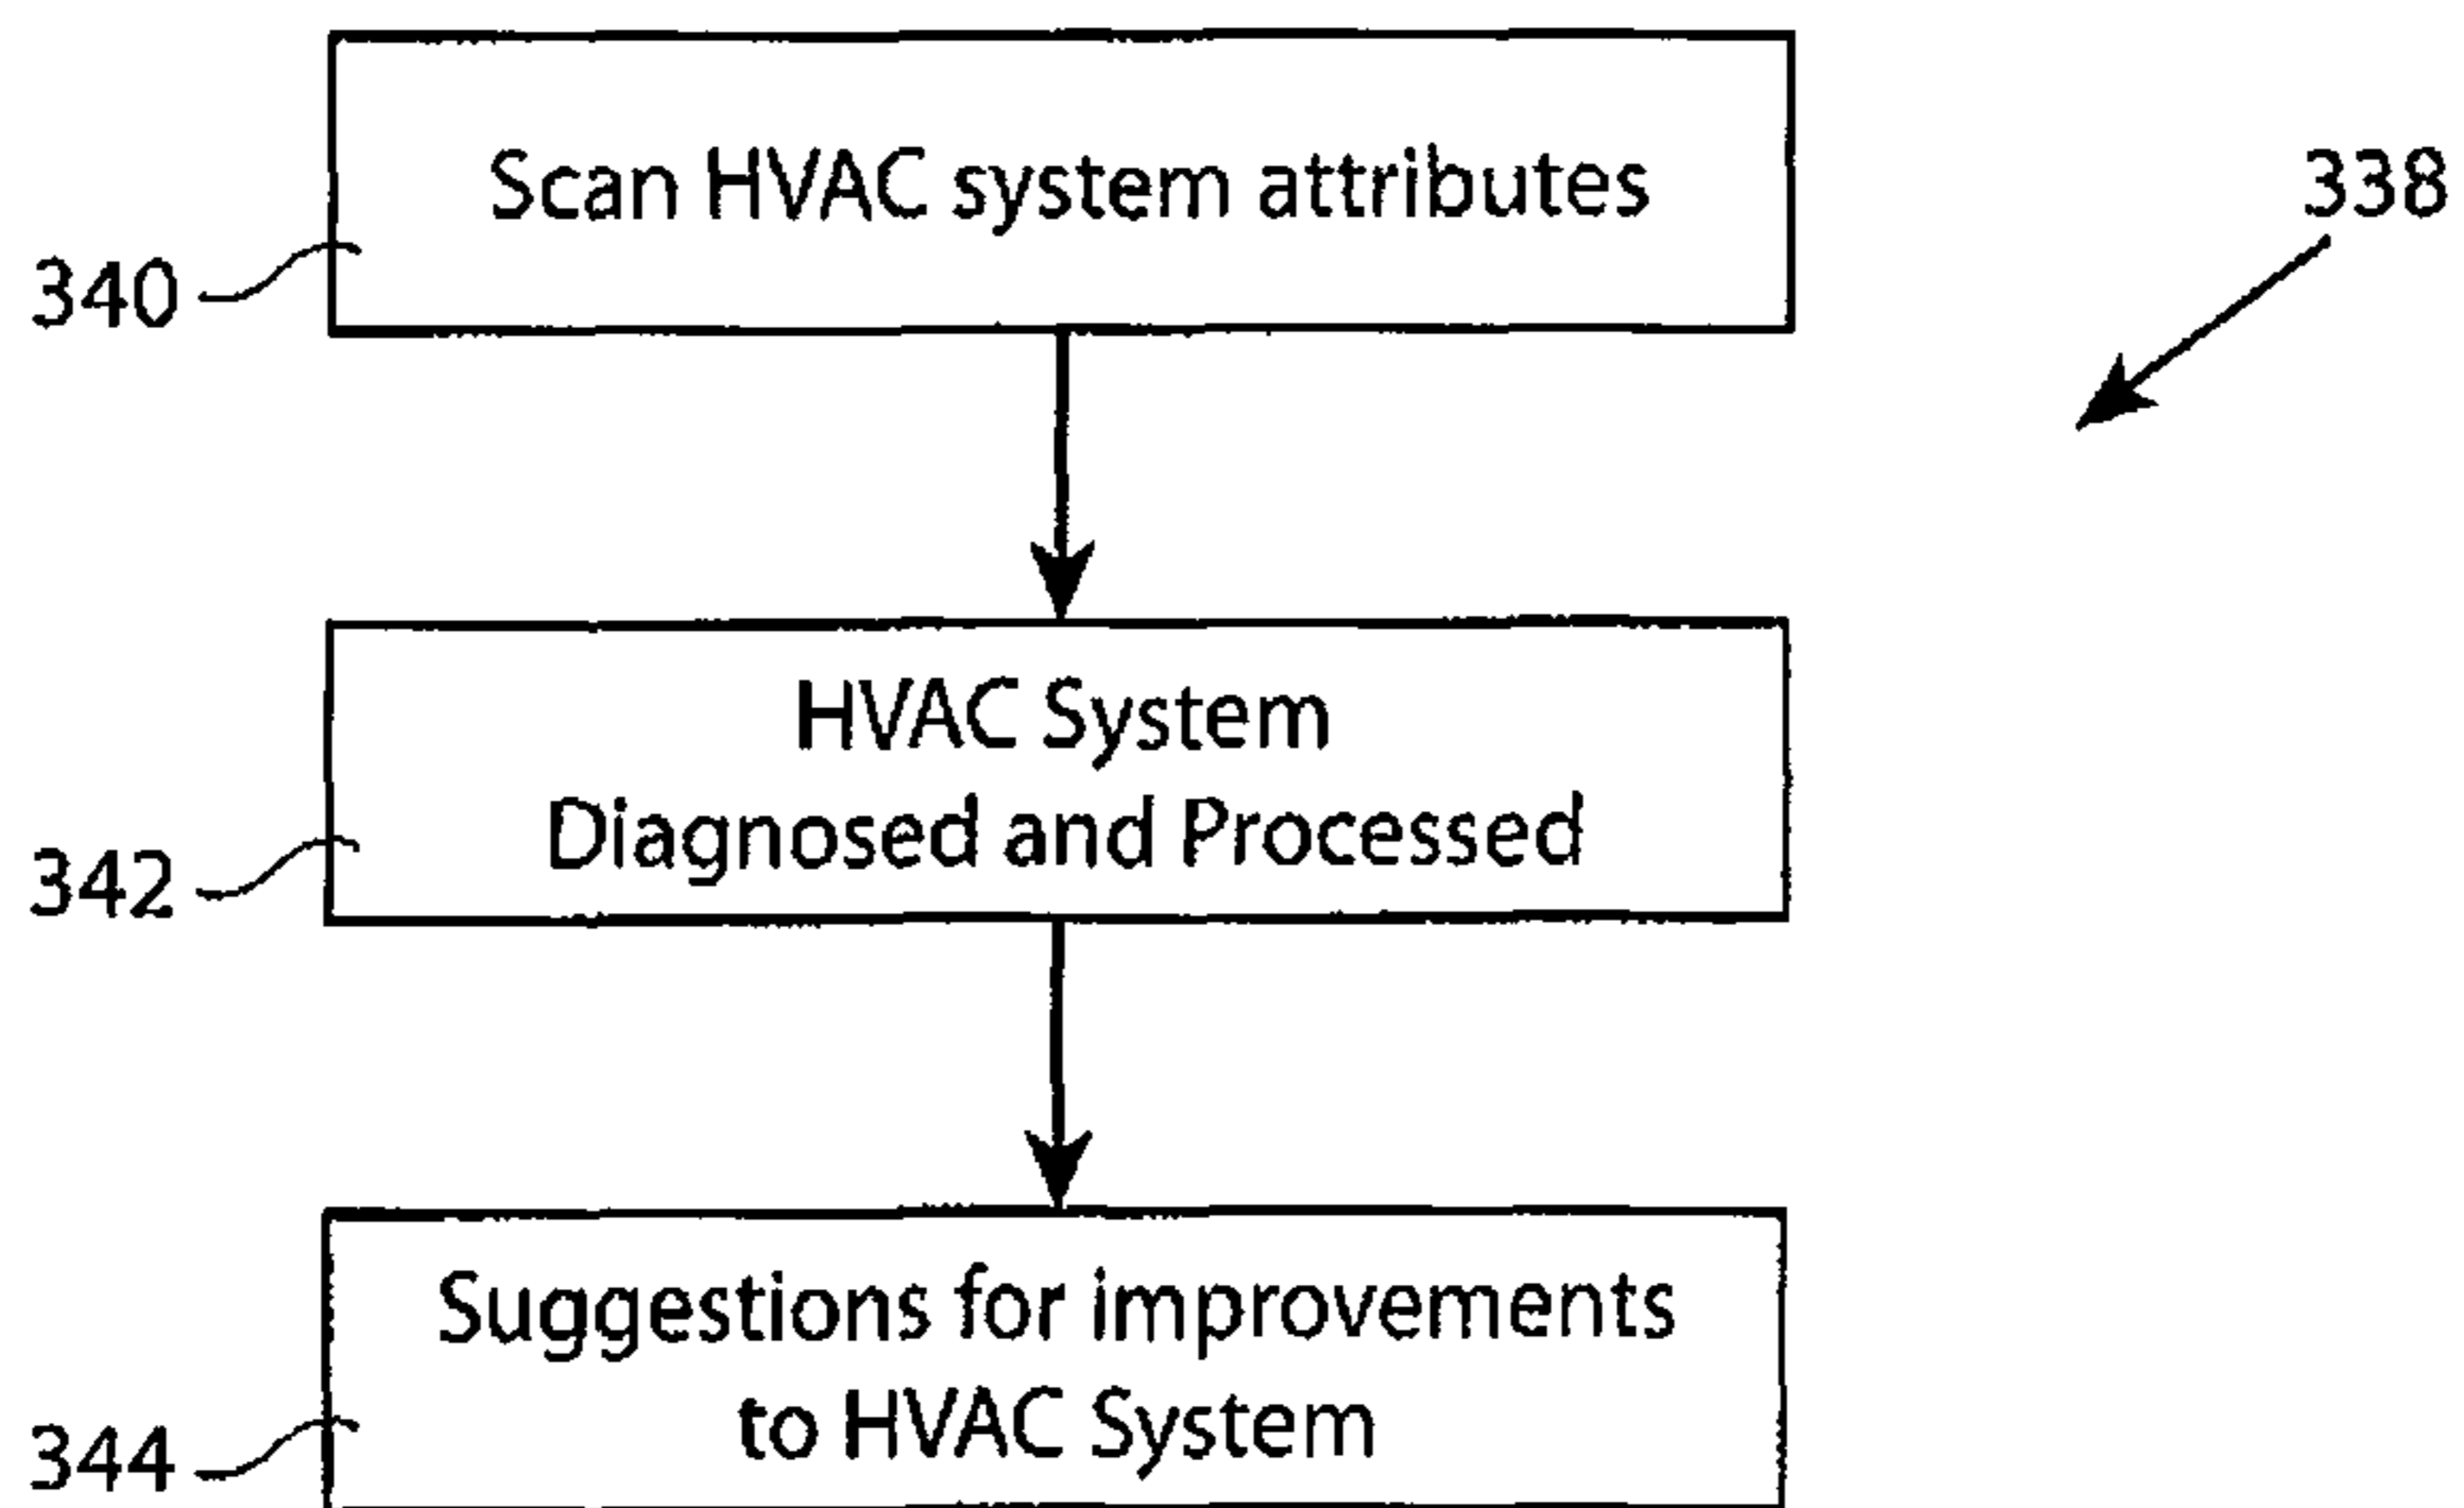 Scan HVAC system attributes
338
340
HVAC System
Diagnosed and Processed
342
Suggestions for improvements
to HVAC System
344